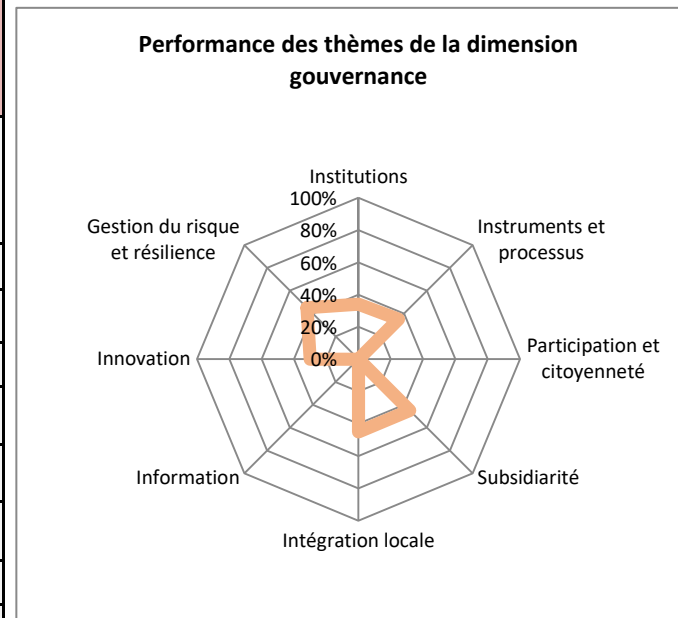 Performance des thèmes de la dimension
gouvernance
Institutions
100%
80%
60%
40%
20%
0%
Instruments et
processus
Participation et
citoyenneté
Subsidiarité
Intégration locale
Information
Innovation
Gestion du risque
et résilience